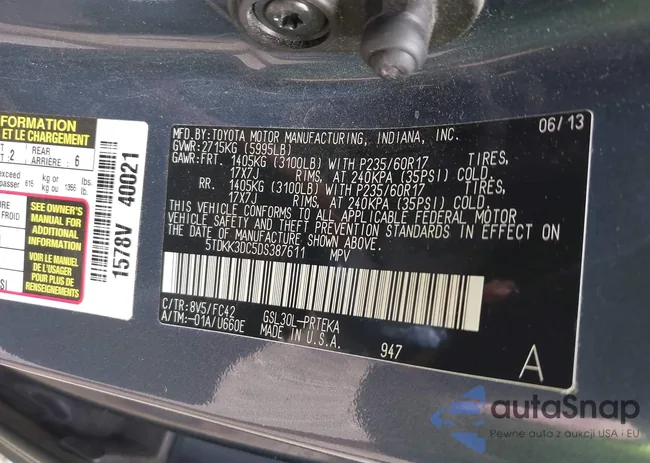 FORMATION
ET LE CHARGEMENT
2
REAR
ARRIÈRE : 6
exceed
passer 615 kg or kg ou 1356 lbs. lb.
SEE OWNER'S
MANUAL FOR
ADDITIONAL
INFORMATION
VOIR LE MANUEL
DE L'USAGER
POUR PLUS DE
RENSEIGNEMENTS
1578V 40021
MFD.BY:TOYOTA MOTOR MANUFACTURING, INDIANA, INC. 06/13
GVWR:2715KG (5995LB)
GAWR:FRT. 1405KG (3100LB) WITH P235/60R17 TIRES,
17X7J RIMS, AT 240KPA (35PSI) COLD.
RR. 1405KG (3100LB) WITH P235/60R17 TIRES,
17X7J RIMS, AT 240KPA (35PSI) COLD.
THIS VEHICLE CONFORMS TO ALL APPLICABLE FEDERAL MOTOR
VEHICLE SAFETY AND THEFT PREVENTION STANDARDS IN EFFECT ON
THE DATE OF MANUFACTURE SHOWN ABOVE.
5TDKK3DC5DS387611 MPV
C/TR:8V5/FC42 GSL30L-PRTEKA
A/TM:-01A/U660E MADE IN U.S.A. 947 A
autoSnap
Pewne auto z aukcji USA i EU